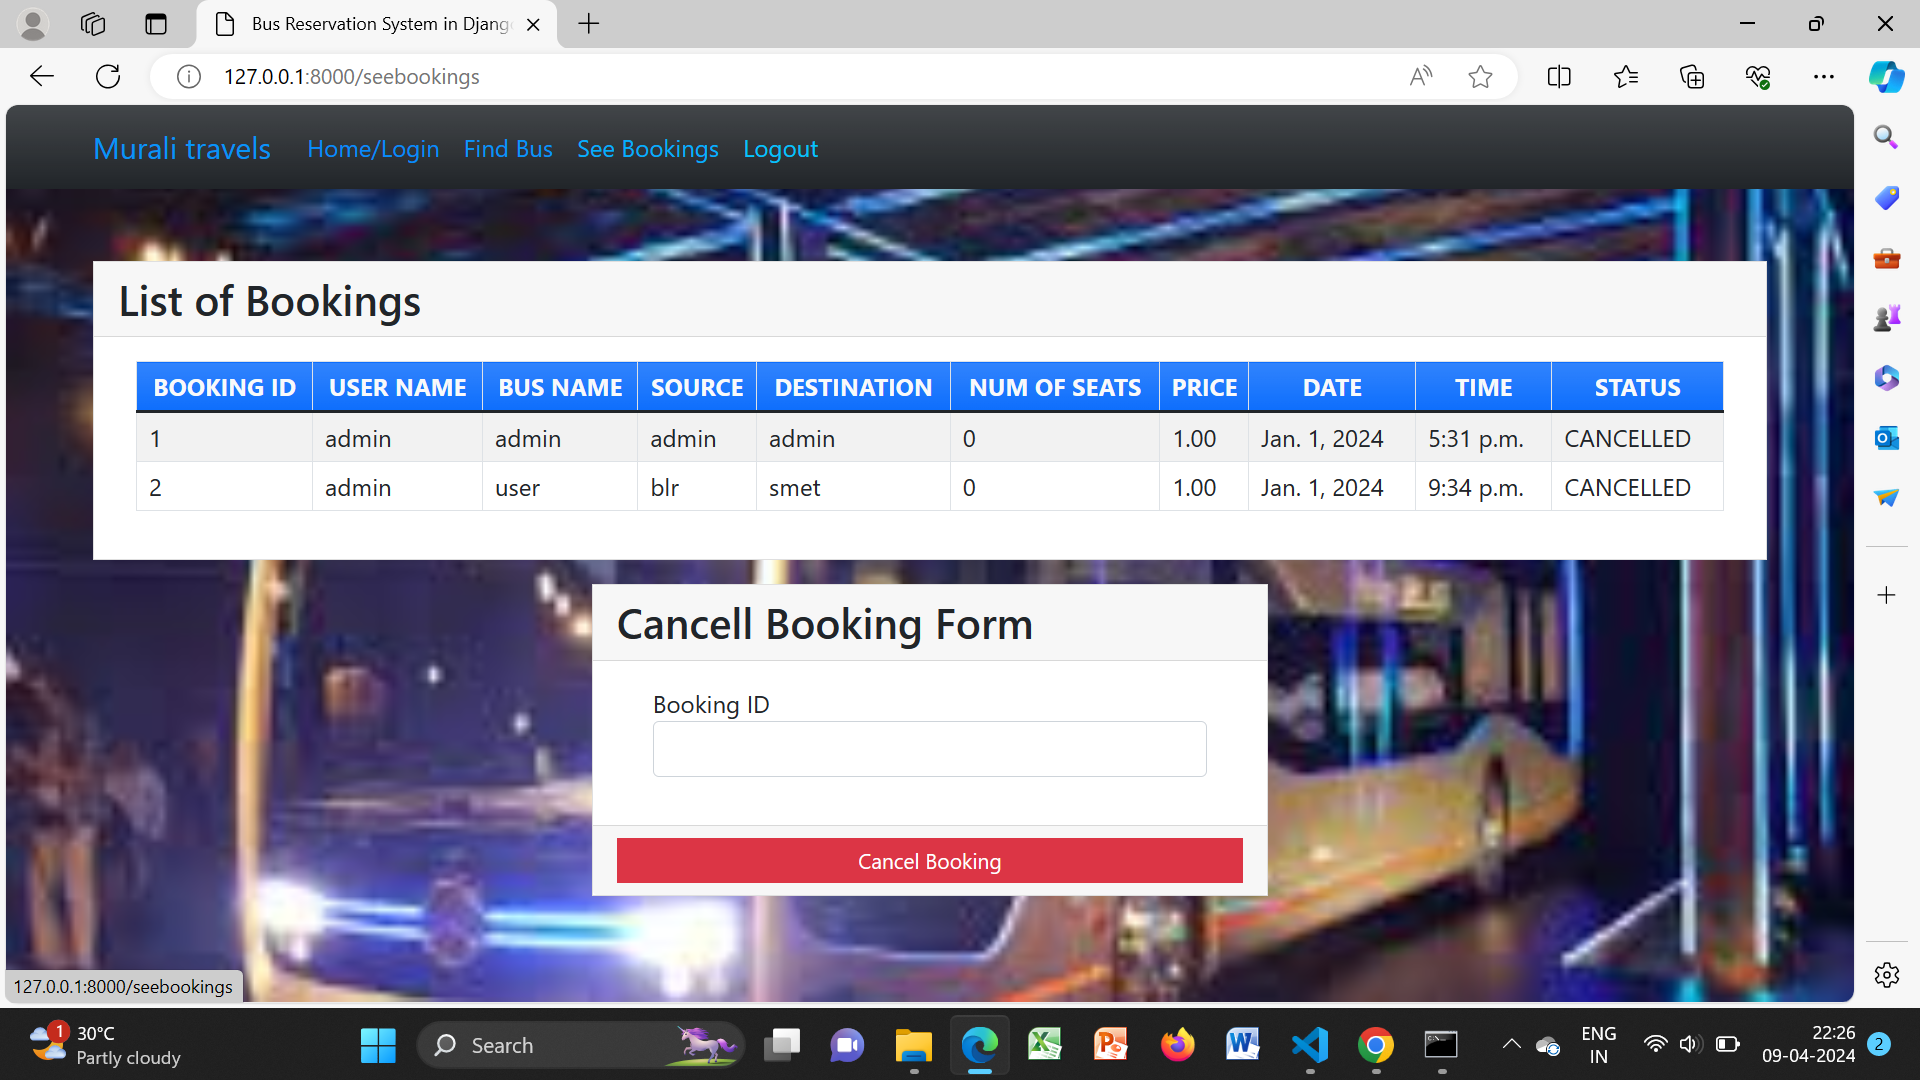 Bus Reservation System in Djang
127.0.0.1:8000/seebookings
Murali travels Home/Login Find Bus See Bookings Logout
List of Bookings
BOOKING ID USER NAME BUS NAME SOURCE DESTINATION NUM OF SEATS PRICE DATE TIME STATUS
1 admin admin admin admin 0 1.00 Jan. 1, 2024 5:31 p.m. CANCELLED
2 admin user blr smet 0 1.00 Jan. 1, 2024 9:34 p.m. CANCELLED
Cancell Booking Form
Booking ID
Cancel Booking
127.0.0.1:8000/seebookings
1 30°C
Partly cloudy
Search
ENG
IN
22:26
09-04-2024
2